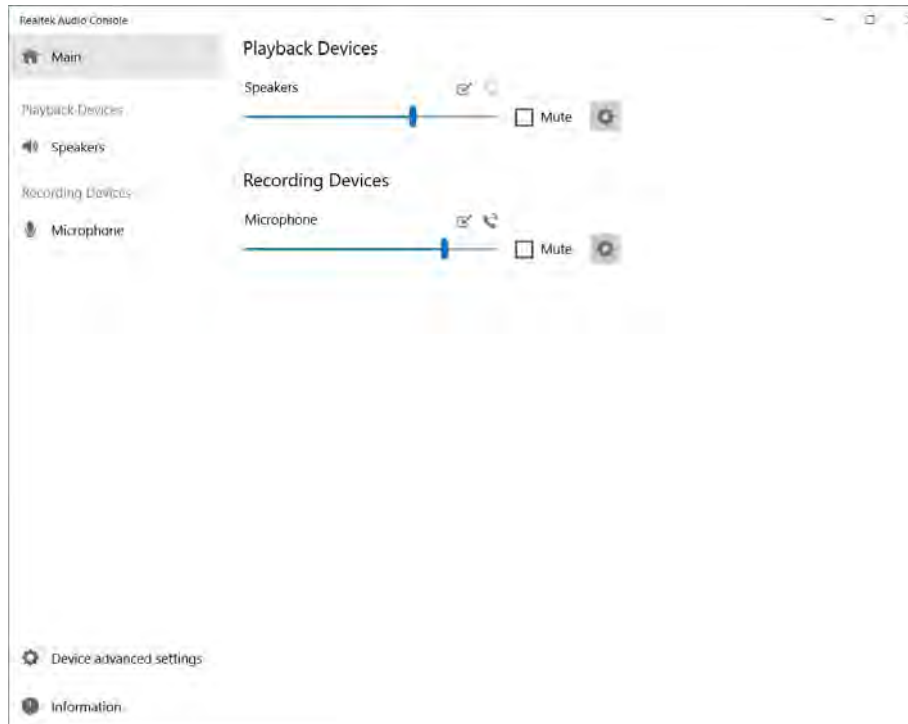 Realtek Audio Console
Main
Playback Devices
Speakers
Recording Devices
Microphone
Device advanced settings
Information
Playback Devices
Speakers
Mute
Recording Devices
Microphone
Mute